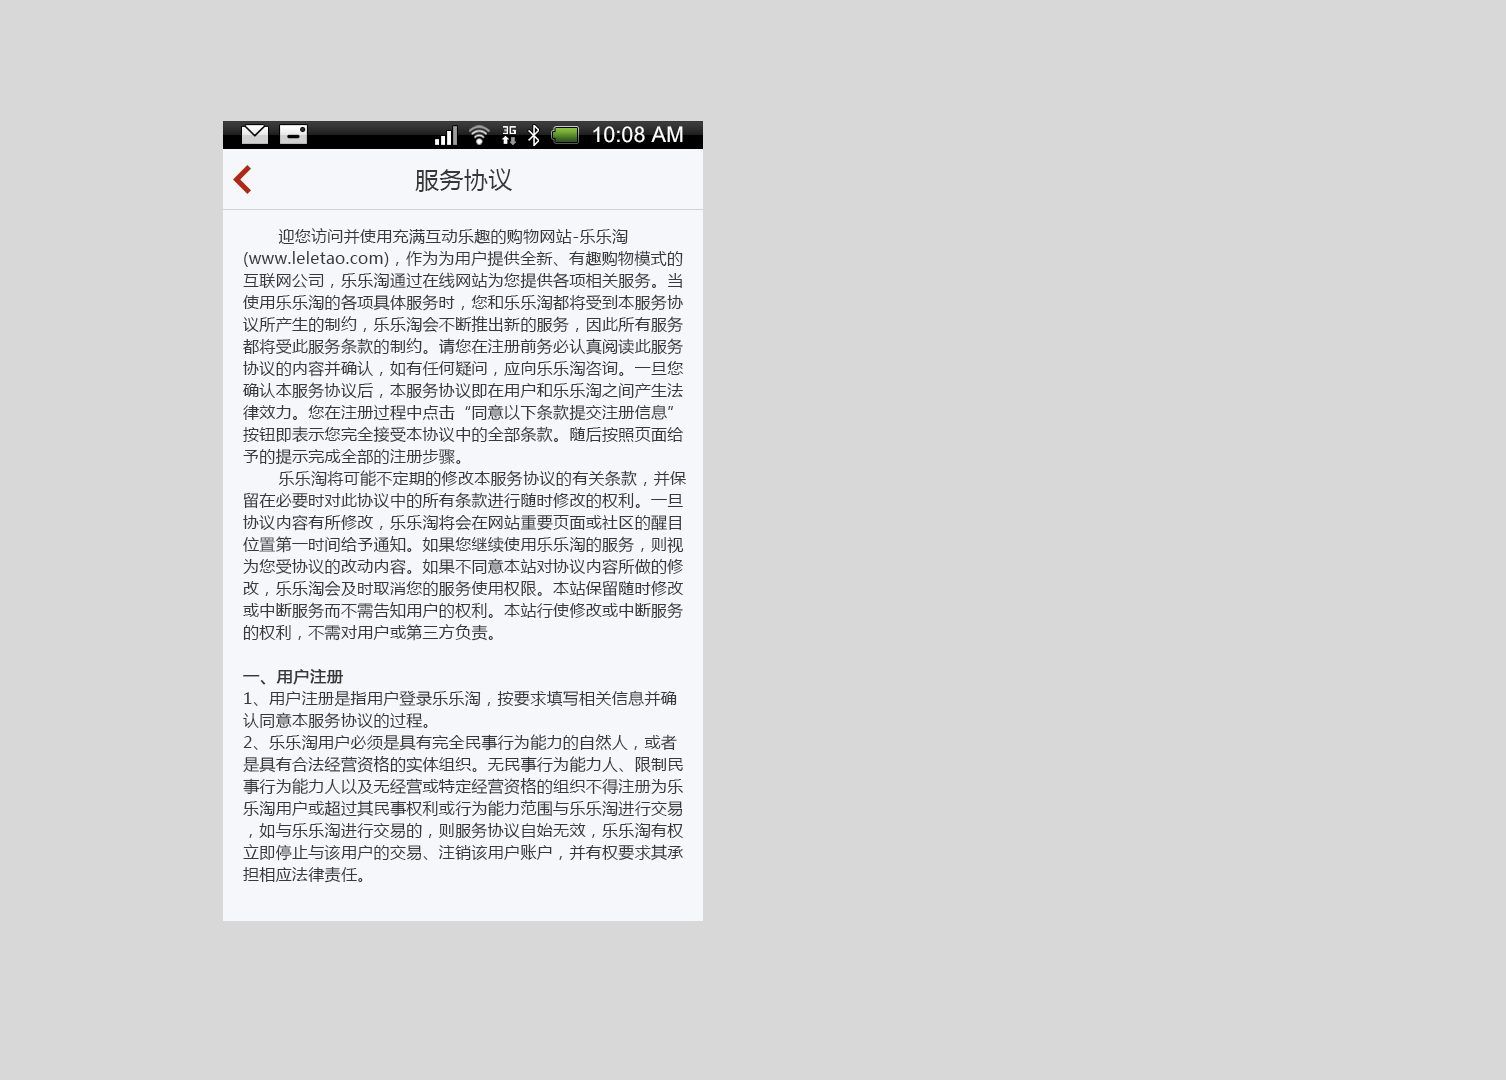 3G
10:08 AM
服务协议
迎您访问并使用充满互动乐趣的购物网站-乐乐淘
(www.leletao.com)，作为为用户提供全新、有趣购物模式的
互联网公司，乐乐淘通过在线网站为您提供各项相关服务。当
使用乐乐淘的各项具体服务时，您和乐乐淘都将受到本服务协
议所产生的制约，乐乐淘会不断推出新的服务，因此所有服务
都将受此服务条款的制约。请您在注册前务必认真阅读此服务
协议的内容并确认，如有任何疑问，应向乐乐淘咨询。一旦您
确认本服务协议后，本服务协议即在用户和乐乐淘之间产生法
律效力。您在注册过程中点击“同意以下条款提交注册信息”
按钮即表示您完全接受本协议中的全部条款。随后按照页面给
予的提示完成全部的注册步骤。
乐乐淘将可能不定期的修改本服务协议的有关条款，并保
留在必要时对此协议中的所有条款进行随时修改的权利。一旦
协议内容有所修改，乐乐淘将会在网站重要页面或社区的醒目
位置第一时间给予通知。如果您继续使用乐乐淘的服务，则视
为您受协议的改动内容。如果不同意本站对协议内容所做的修
改，乐乐淘会及时取消您的服务使用权限。本站保留随时修改
或中断服务而不需告知用户的权利。本站行使修改或中断服务
的权利，不需对用户或第三方负责。
一、用户注册
1、用户注册是指用户登录乐乐淘，按要求填写相关信息并确
认同意本服务协议的过程。
2、乐乐淘用户必须是具有完全民事行为能力的自然人，或者
是具有合法经营资格的实体组织。无民事行为能力人、限制民
事行为能力人以及无经营或特定经营资格的组织不得注册为乐
乐淘用户或超过其民事权利或行为能力范围与乐乐淘进行交易
，如与乐乐淘进行交易的，则服务协议自始无效，乐乐淘有权
立即停止与该用户的交易、注销该用户账户，并有权要求其承
担相应法律责任。